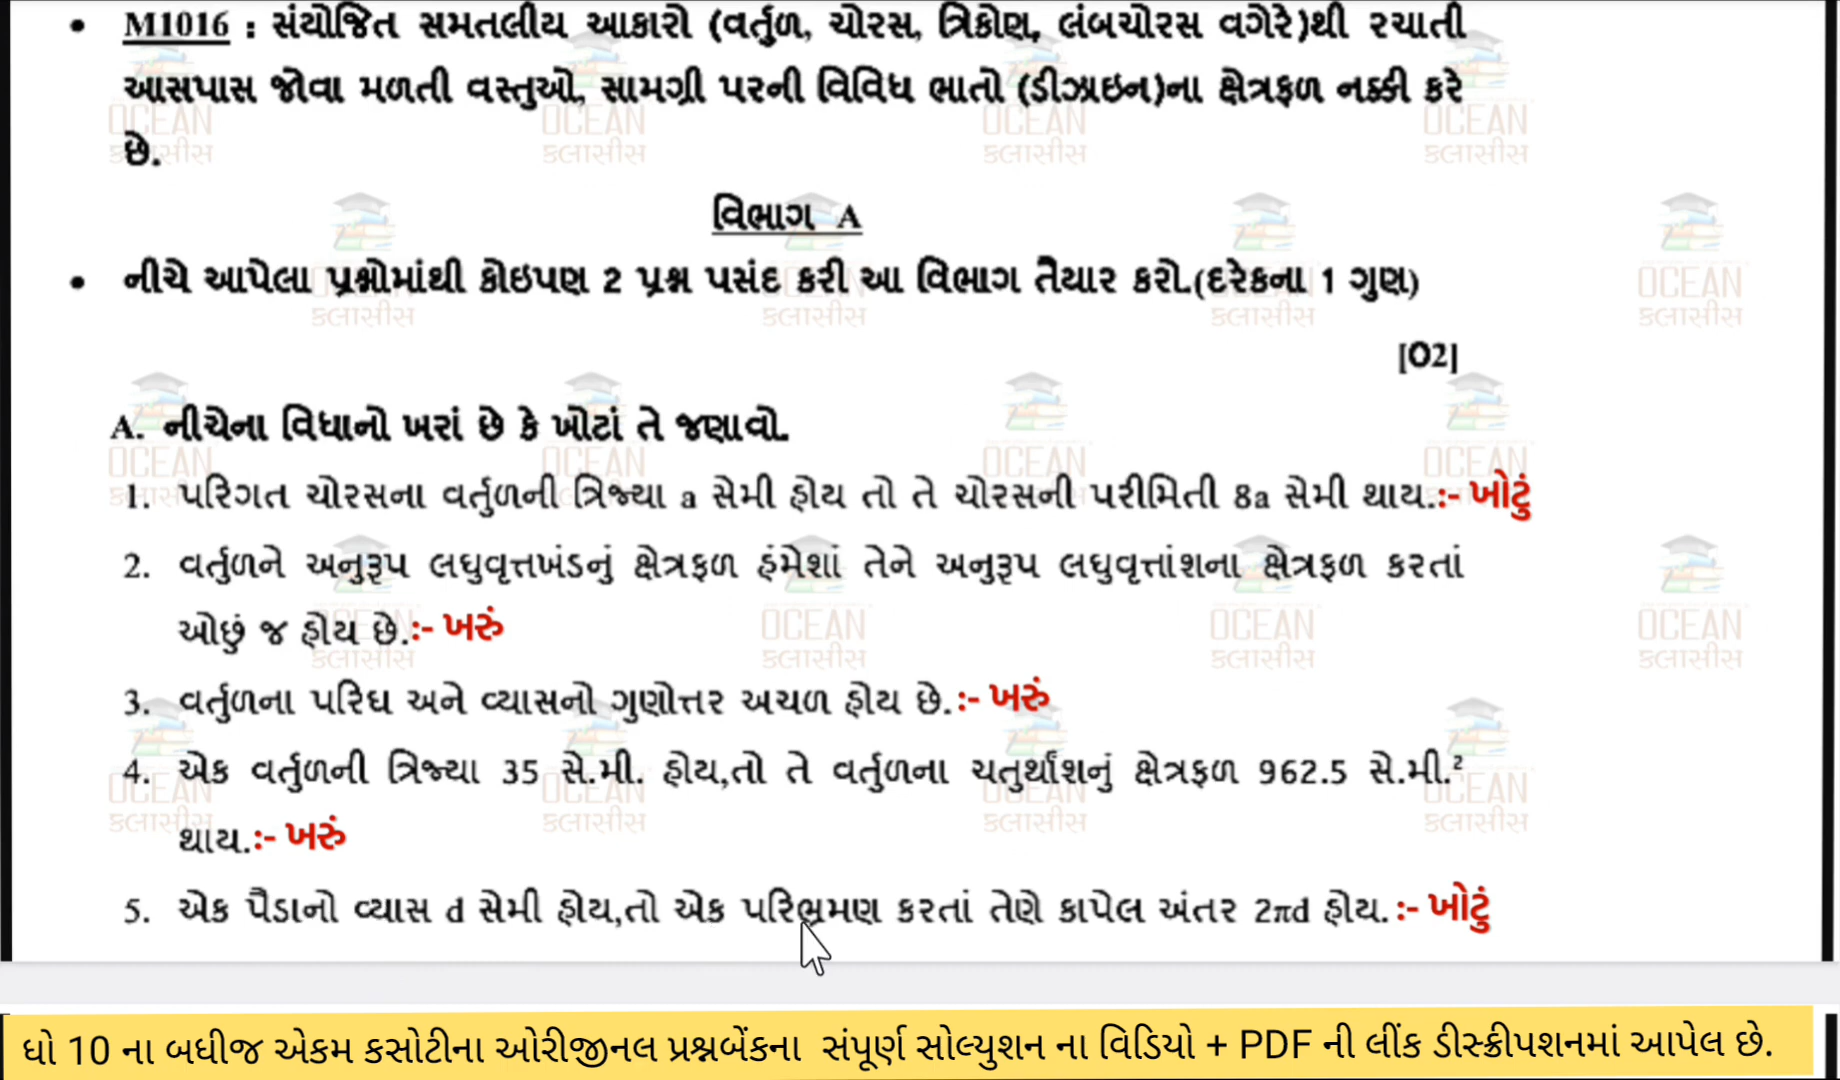 • M1016 : સંયોજિત સમતલીય આકારો (વર્તુળ, ચોરસ, ત્રિકોણ, લંબચોરસ વગેરે)થી રચાતી
આસપાસ જોવા મળતી વસ્તુઓ, સામગ્રી પરની વિવિધ ભાતો (ડીઝાઇન)ના ક્ષેત્રફળ નક્કી કરે
છે.
વિભાગ A
• નીચે આપેલા પ્રશ્નોમાંથી કોઇપણ 2 પ્રશ્ન પસંદ કરી આ વિભાગ તૈયાર કરો.(દરેકના 1 ગુણ)
[02]
A. નીચેના વિધાનો ખરાં છે કે ખોટાં તે જણાવો.
1. પરિગત ચોરસના વર્તુળની ત્રિજ્યા a સેમી હોય તો તે ચોરસની પરીમિતી 8a સેમી થાય.:- ખોટું
2. વર્તુળને અનુરૂપ લઘુવૃત્તખંડનું ક્ષેત્રફળ હંમેશાં તેને અનુરૂપ લઘુવૃત્તાંશના ક્ષેત્રફળ કરતાં
ઓછું જ હોય છે.:- ખરું
3. વર્તુળના પરિઘ અને વ્યાસનો ગુણોત્તર અચળ હોય છે.:- ખરું
4. એક વર્તુળની ત્રિજ્યા 35 સે.મી. હોય,તો તે વર્તુળના ચતુર્થાંશનું ક્ષેત્રફળ 962.5 સે.મી.²
થાય.:- ખરું
5. એક પૈડાનો વ્યાસ d સેમી હોય,તો એક પરિભ્રમણ કરતાં તેણે કાપેલ અંતર 2πd હોય.:- ખોટું
OCEAN
ક્લાસીસ
ધો 10 ના બધીજ એકમ કસોટીના ઓરીજીનલ પ્રશ્નબેંકના સંપૂર્ણ સોલ્યુશન ના વિડિયો + PDF ની લીંક ડીસ્ક્રીપશનમાં આપેલ છે.